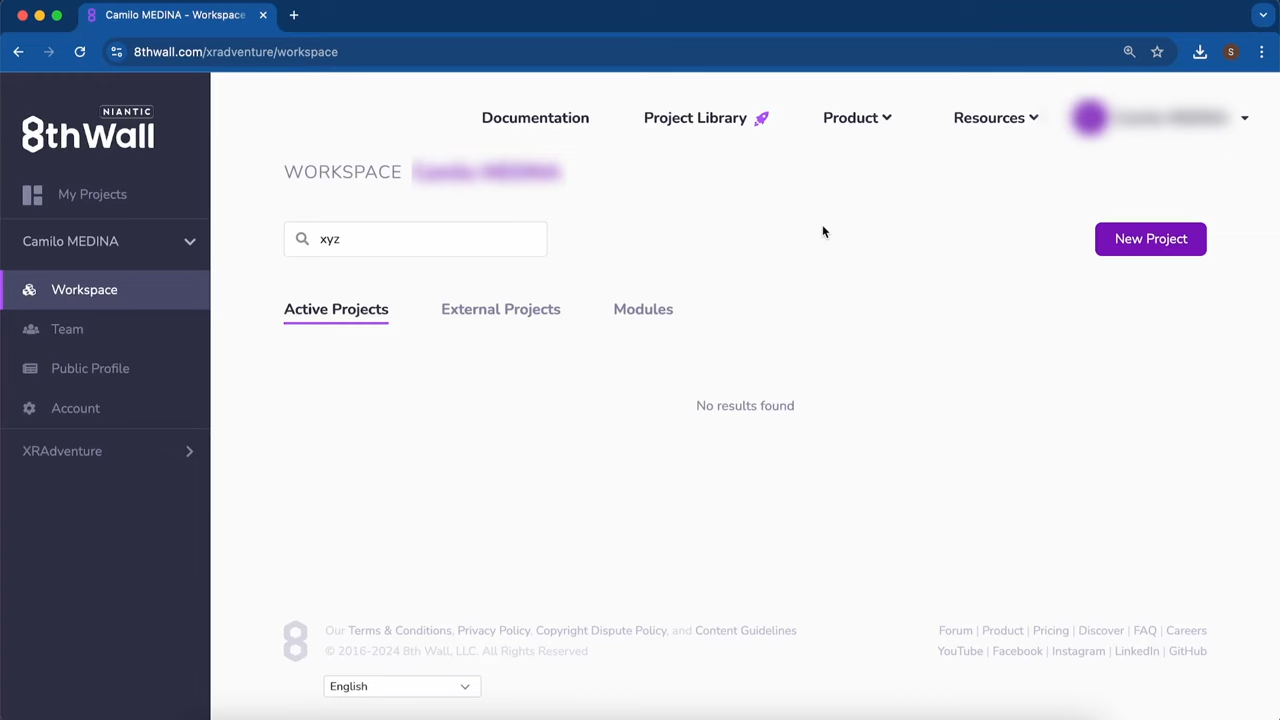 Camilo MEDINA - Workspace
8thwall.com/xradventure/workspace
S
NIANTIC
8thWall
Documentation
Project Library
Product
Resources
WORKSPACE
My Projects
Camilo MEDINA
xyz
New Project
Workspace
Active Projects
External Projects
Modules
Team
Public Profile
Account
No results found
XRAdventure
Our Terms & Conditions, Privacy Policy, Copyright Dispute Policy, and Content Guidelines
© 2016-2024 8th Wall, LLC. All Rights Reserved
Forum | Product | Pricing | Discover | FAQ | Careers
YouTube | Facebook | Instagram | LinkedIn | GitHub
English